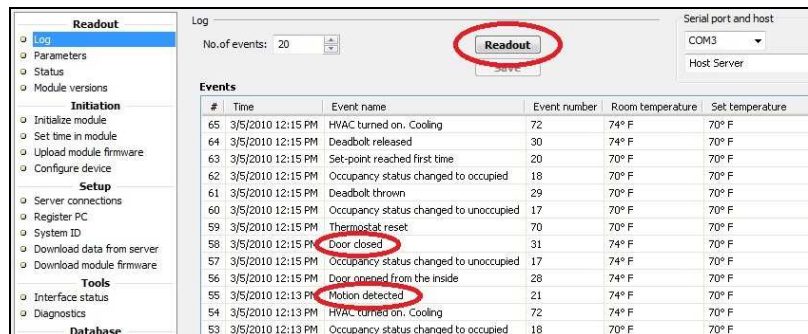 Readout
Log
Parameters
Status
Module versions
Initiation
Initialize module
Set time in module
Upload module firmware
Configure device
Setup
Server connections
Register PC
System ID
Download data from server
Download module firmware
Tools
Interface status
Diagnostics
Database
Log
No.of events: 20
Readout
Save
Serial port and host
COM3
Host Server
Events
# Time Event name Event number Room temperature Set temperature
65 3/5/2010 12:15 PM HVAC turned on. Cooling 72 74° F 70° F
64 3/5/2010 12:15 PM Deadbolt released 30 74° F 70° F
63 3/5/2010 12:15 PM Set-point reached first time 20 70° F 70° F
62 3/5/2010 12:15 PM Occupancy status changed to occupied 18 70° F 70° F
61 3/5/2010 12:15 PM Deadbolt thrown 29 70° F 70° F
60 3/5/2010 12:15 PM Occupancy status changed to unoccupied 17 70° F 70° F
59 3/5/2010 12:15 PM Thermostat reset 70 70° F 70° F
58 3/5/2010 12:15 PM Door closed 31 74° F 70° F
57 3/5/2010 12:15 PM Occupancy status changed to unoccupied 17 74° F 70° F
56 3/5/2010 12:15 PM Door opened from the inside 28 74° F 70° F
55 3/5/2010 12:13 PM Motion detected 21 74° F 70° F
54 3/5/2010 12:13 PM HVAC turned on. Cooling 72 74° F 70° F
53 3/5/2010 12:13 PM Occupancy status changed to occupied 18 70° F 70° F